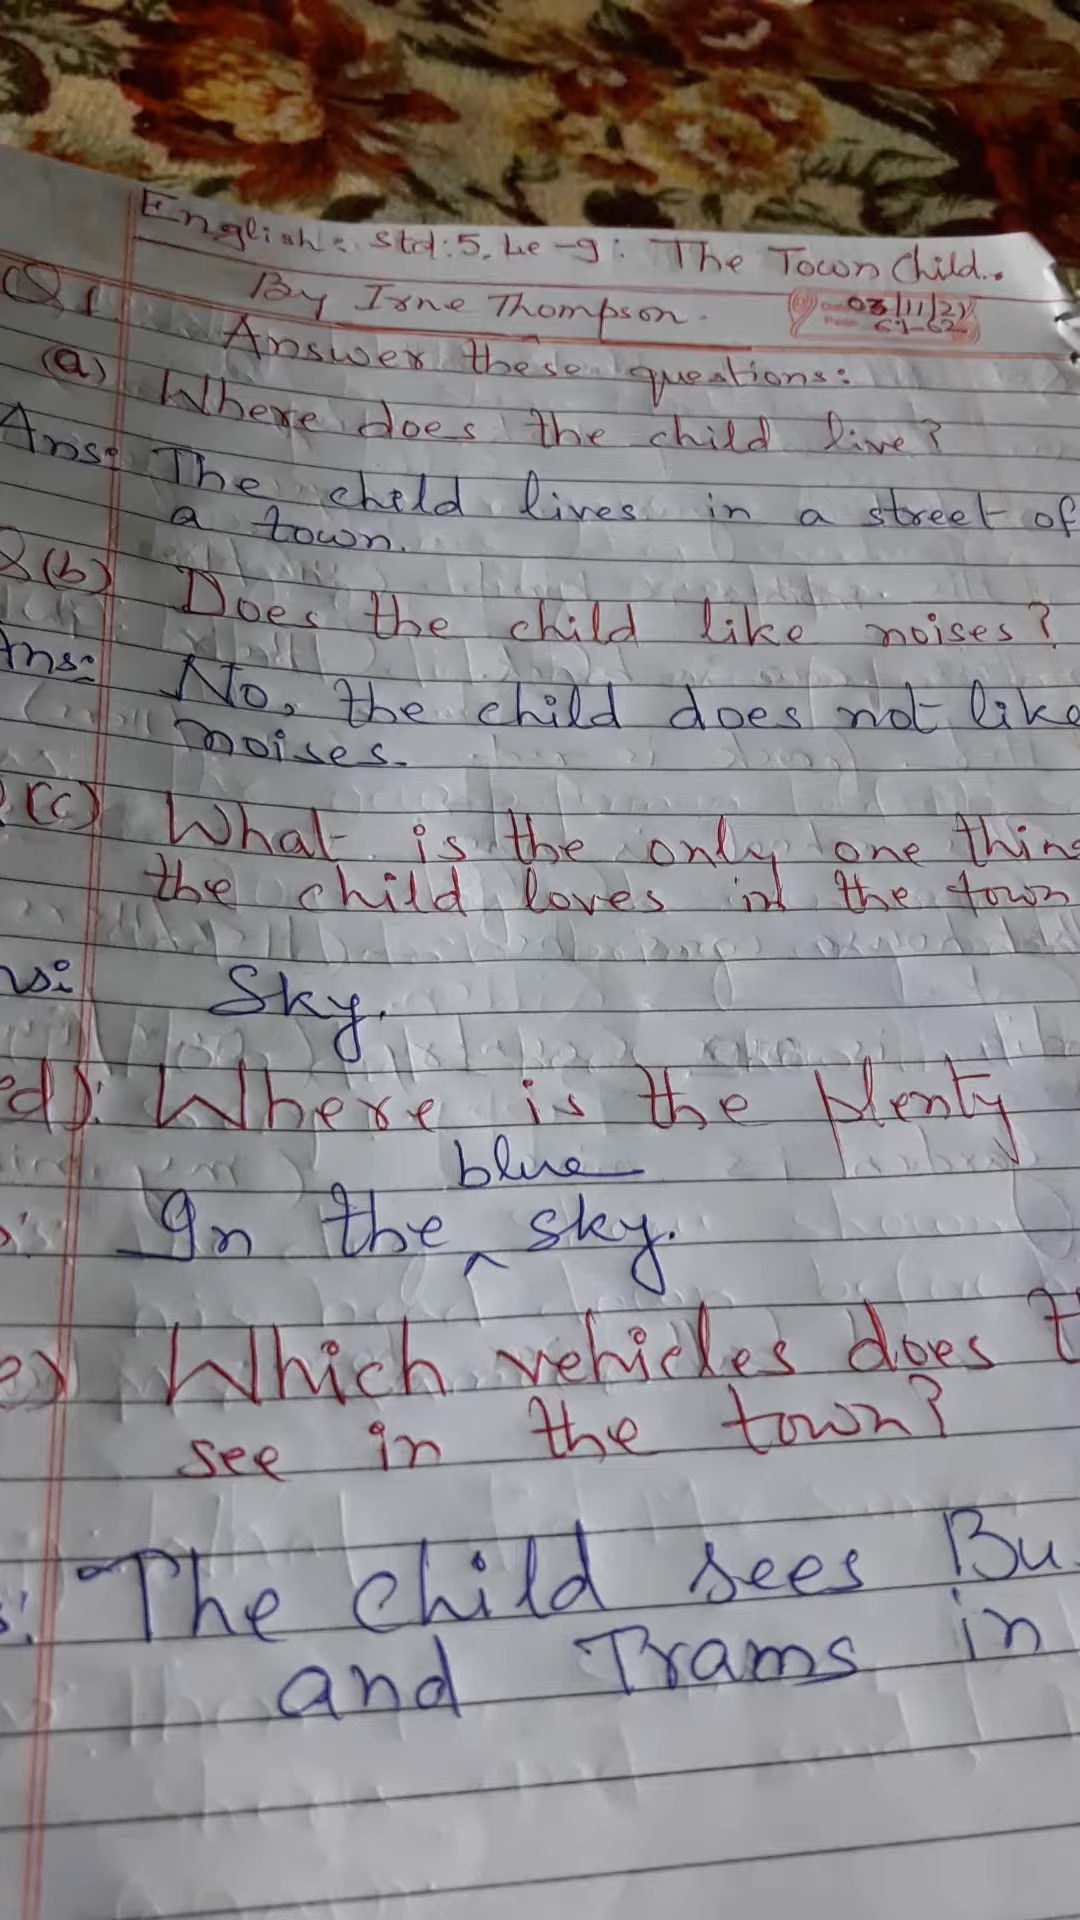 English: Std: 5. Le-9: The Town Child.
By Irne Thompson.
03/11/21
61-62
Q1 Answer these questions:
(a) Where does the child live?
Ans: The child lives in a street of
a town.
Q(b) Does the child like noises?
Ans: No, the child does not like
noises.
(c) What is the only one thing
the child loves in the town
ns: Sky.
d): Where is the plenty
blue
In the ^ sky.
e) Which vehicles does t
see in the town?
s: The child sees Bu
and Trams in